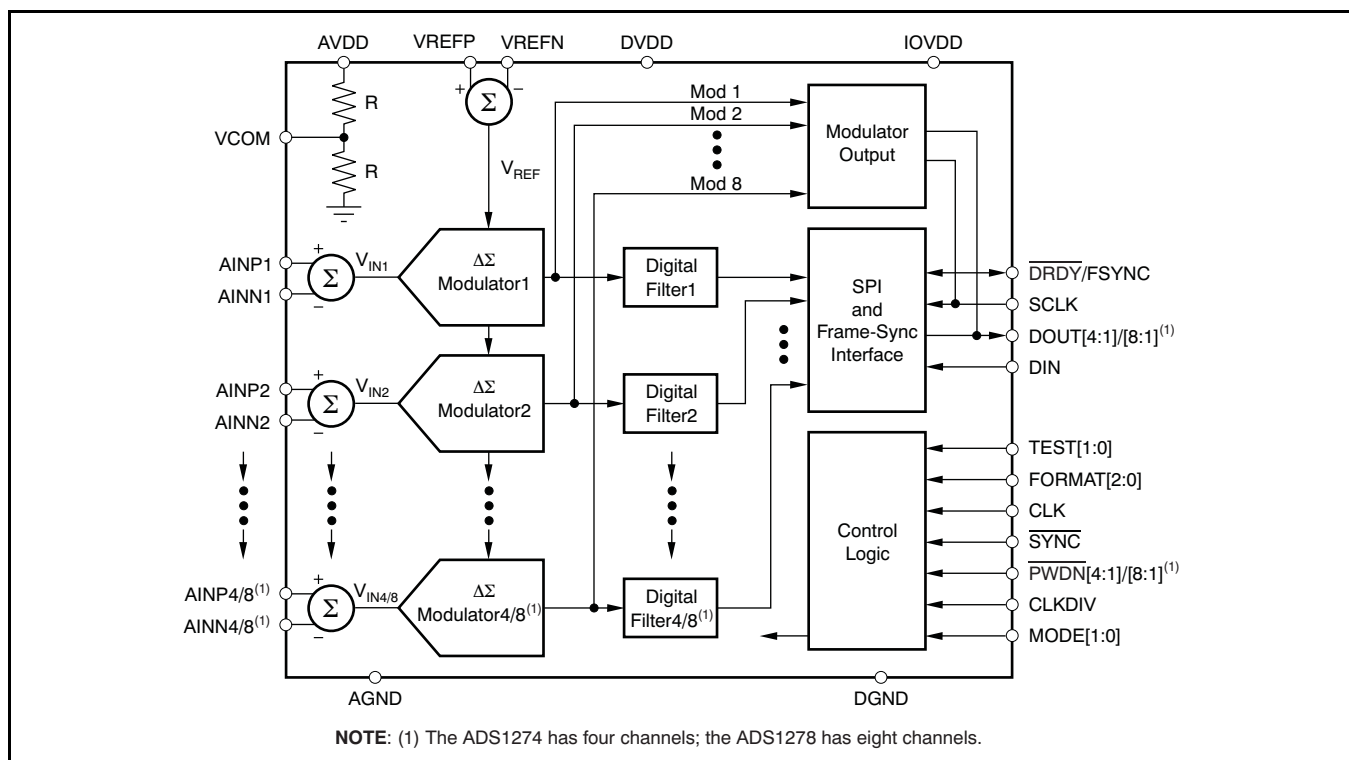 AVDD
VREFP
VREFN
DVDD
IOVDD
R
+
Σ
−
Mod 1
Mod 2
Modulator
Output
VCOM
R
VREF
Mod 8
AINP1
+
Σ
VIN1
ΔΣ
Modulator1
Digital
Filter1
SPI
and
Frame-Sync
Interface
DRDY/FSYNC
AINN1
−
SCLK
DOUT[4:1]/[8:1](1)
DIN
AINP2
+
Σ
VIN2
ΔΣ
Modulator2
Digital
Filter2
AINN2
−
TEST[1:0]
FORMAT[2:0]
CLK
Control
Logic
SYNC
PWDN[4:1]/[8:1](1)
CLKDIV
MODE[1:0]
AINP4/8(1)
+
Σ
VIN4/8
ΔΣ
Modulator4/8(1)
Digital
Filter4/8(1)
AINN4/8(1)
−
AGND
DGND
NOTE: (1) The ADS1274 has four channels; the ADS1278 has eight channels.